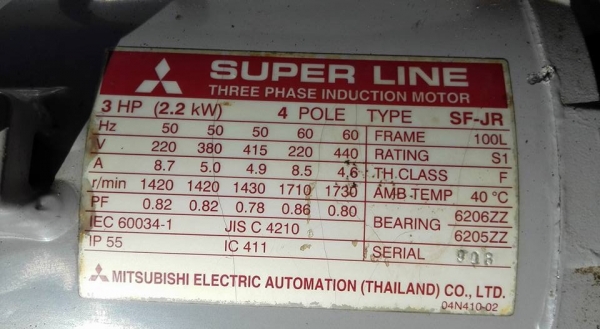 SUPER LINE
THREE PHASE INDUCTION MOTOR
3 HP (2.2 kW) 4 POLE TYPE SF-JR
Hz 50 50 50 60 60 FRAME 100L
V 220 380 415 220 440 RATING S1
A 8.7 5.0 4.9 8.5 4.6 TH.CLASS F
r/min 1420 1420 1430 1710 1730 AMB.TEMP 40 °C
PF 0.82 0.82 0.78 0.86 0.80 BEARING 6206ZZ
6205ZZ
IEC 60034-1 JIS C 4210
IP 55 IC 411 SERIAL
MITSUBISHI ELECTRIC AUTOMATION (THAILAND) CO., LTD.
04N410-02